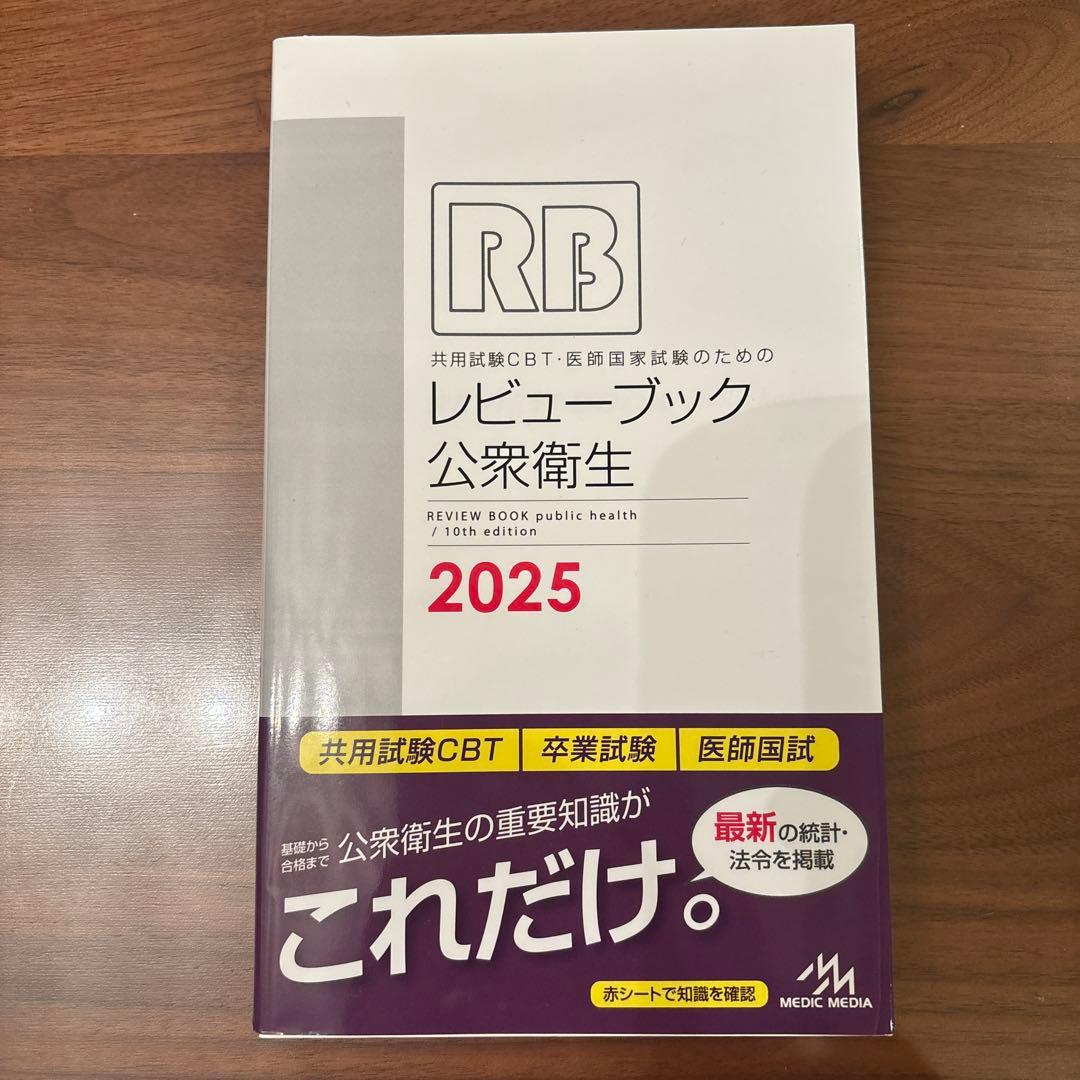 RB
共用試験CBT・医師国家試験のための
レビューブック
公衆衛生
REVIEW BOOK public health
/ 10th edition
2025
共用試験CBT 卒業試験 医師国試
基礎から
合格まで
公衆衛生の重要知識が
これだけ。
最新の統計・
法令を掲載
赤シートで知識を確認
MEDIC MEDIA